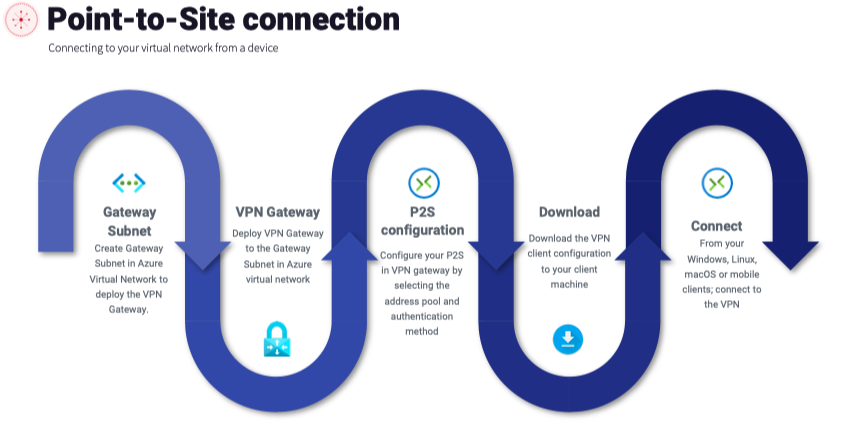 Point-to-Site connection
Connecting to your virtual network from a device
Gateway
Subnet
Create Gateway
Subnet in Azure
Virtual Network to
deploy the VPN
Gateway.
VPN Gateway
Deploy VPN Gateway
to the Gateway
Subnet in Azure
virtual network
P2S
configuration
Configure your P2S
in VPN gateway by
selecting the
address pool and
authentication
method
Download
Download the VPN
client configuration
to your client
machine
Connect
From your
Windows, Linux,
macOS or mobile
clients; connect to
the VPN